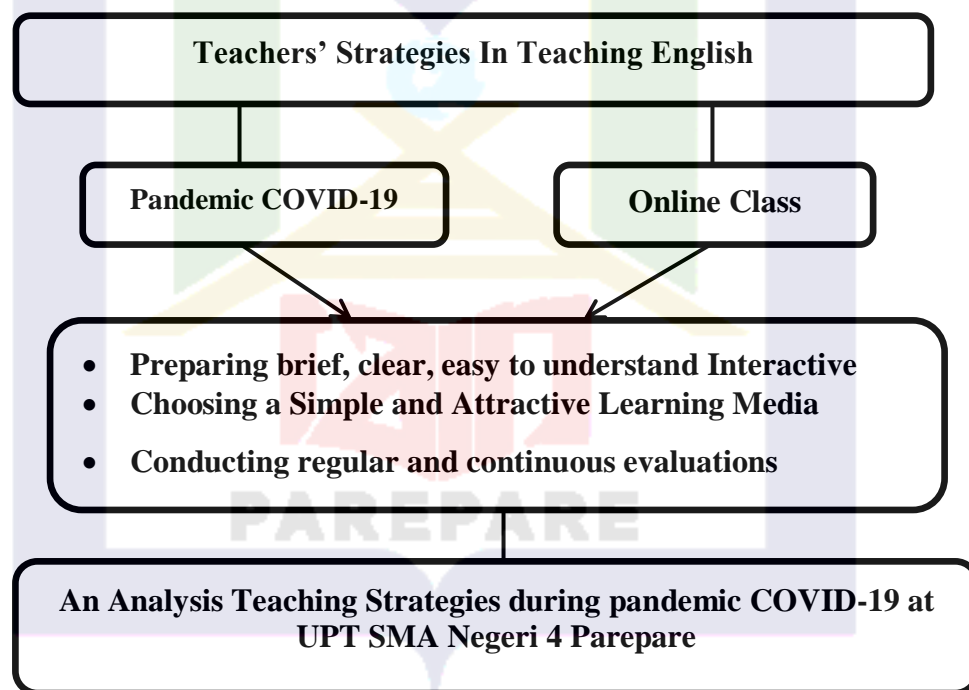 Teachers’ Strategies In Teaching English
Pandemic COVID-19
Online Class
• Preparing brief, clear, easy to understand Interactive
• Choosing a Simple and Attractive Learning Media
• Conducting regular and continuous evaluations
PAREPARE
An Analysis Teaching Strategies during pandemic COVID-19 at
UPT SMA Negeri 4 Parepare